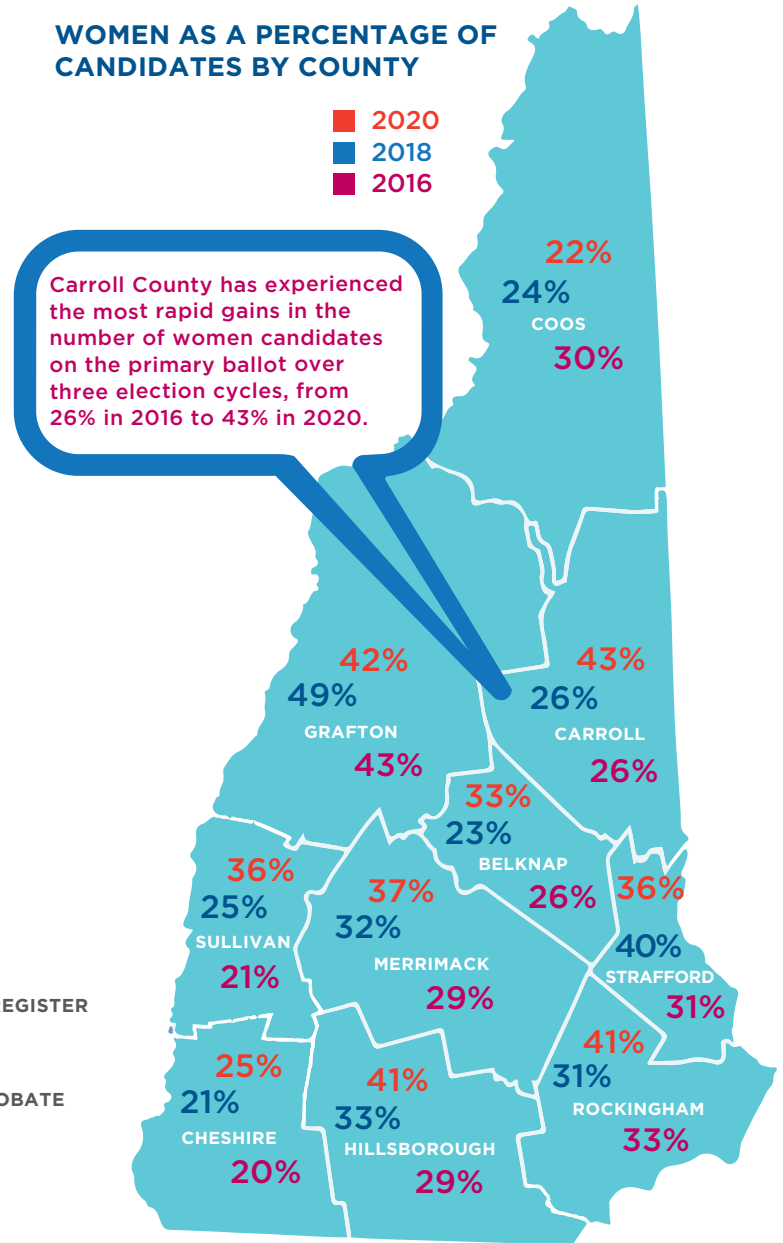 WOMEN AS A PERCENTAGE OF
CANDIDATES BY COUNTY
2020
2018
2016
Carroll County has experienced
the most rapid gains in the
number of women candidates
on the primary ballot over
three election cycles, from
26% in 2016 to 43% in 2020.
22%
24%
COOS
30%
42%
49%
GRAFTON
43%
43%
26%
CARROLL
26%
33%
23%
BELKNAP
26%
36%
25%
SULLIVAN
21%
37%
32%
MERRIMACK
29%
36%
40%
STRAFFORD
31%
EGISTER
OBATE
25%
21%
CHESHIRE
20%
41%
33%
HILLSBOROUGH
29%
41%
31%
ROCKINGHAM
33%